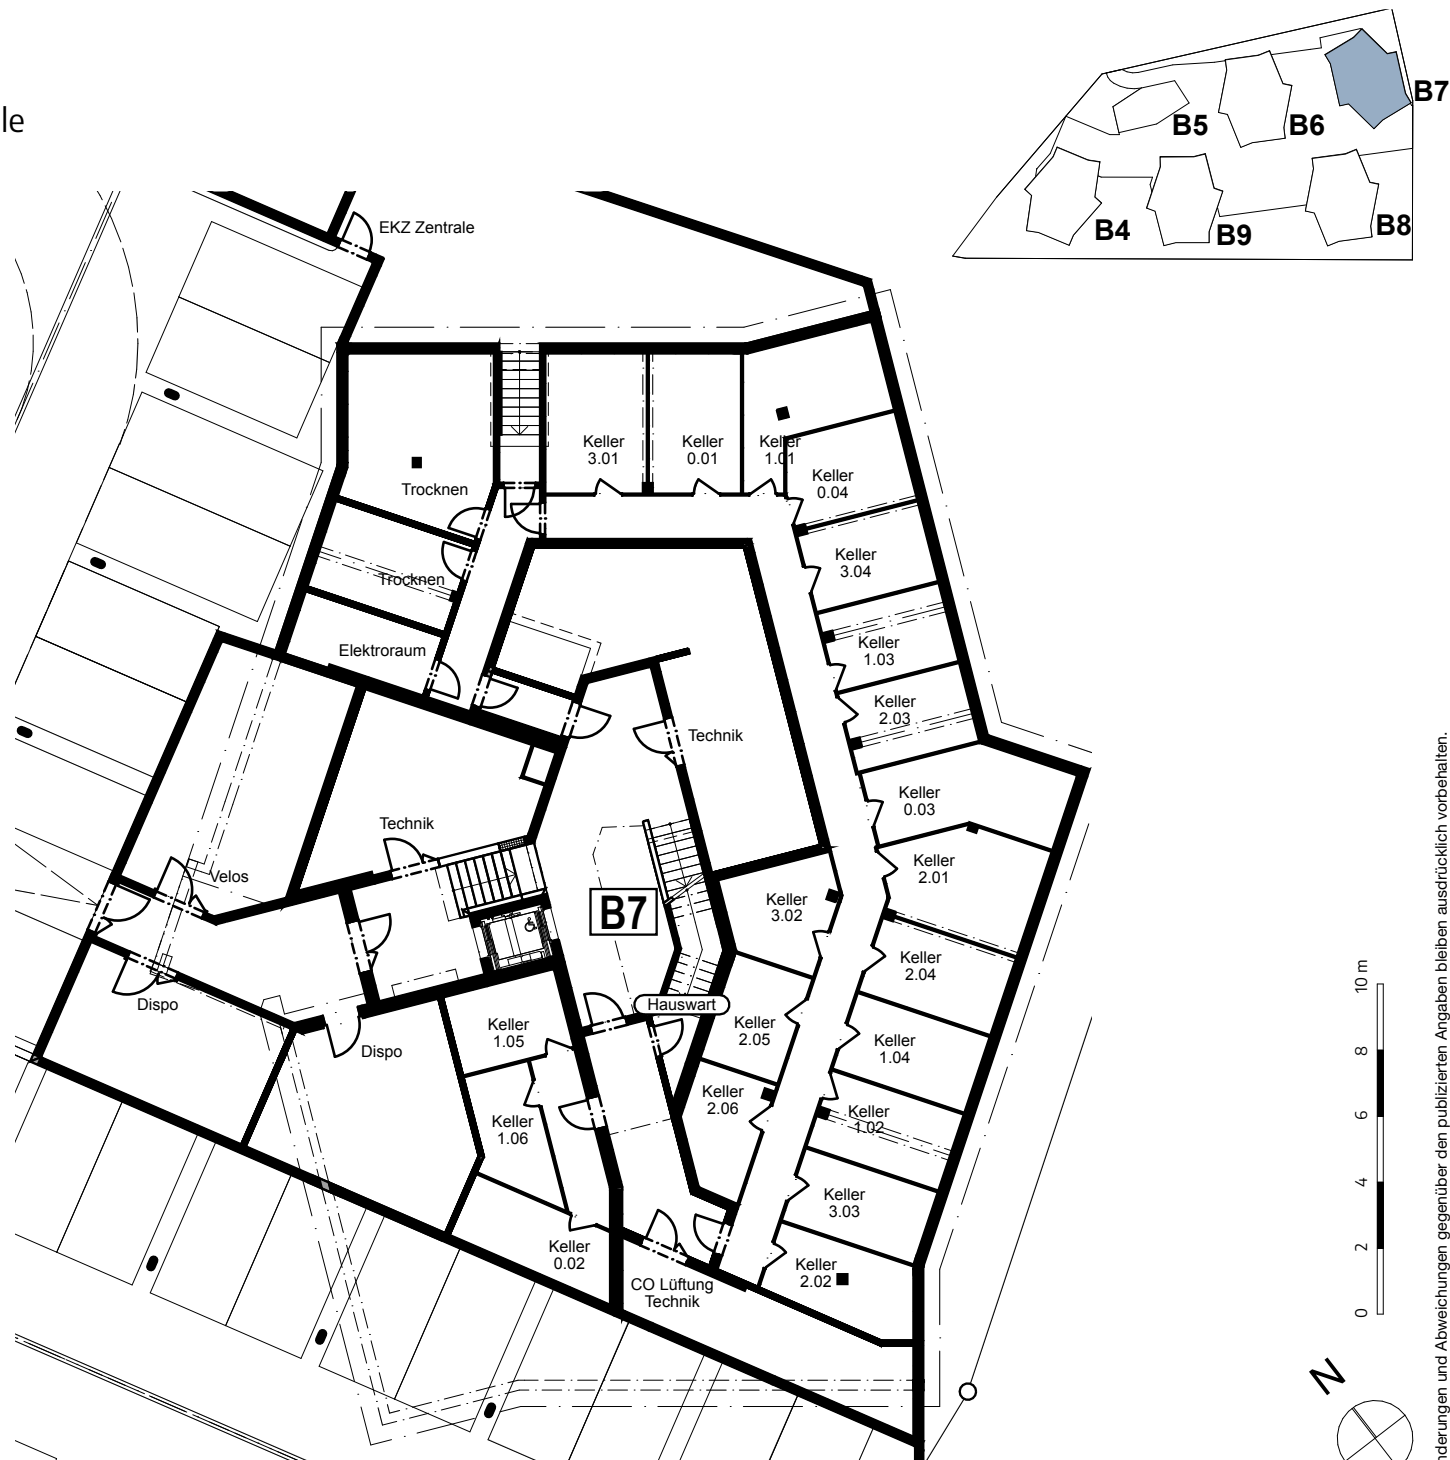 le
B7
B5
B6
B4
B9
B8
EKZ Zentrale
Keller
3.01
Keller
0.01
Keller
1.01
Keller
0.04
Trocknen
Keller
3.04
Trocknen
Elektroraum
Keller
1.03
Keller
2.03
Technik
Keller
0.03
Technik
Velos
Keller
2.01
Keller
3.02
B7
Keller
2.04
Dispo
Hauswart
Keller
1.05
Keller
2.05
Keller
1.04
Dispo
Keller
2.06
Keller
1.06
Keller
1.02
Keller
3.03
Keller
0.02
CO Lüftung
Technik
Keller
2.02
10 m
8
6
4
2
0
N
nderungen und Abweichungen gegenüber den publizierten Angaben bleiben ausdrücklich vorbehalten.